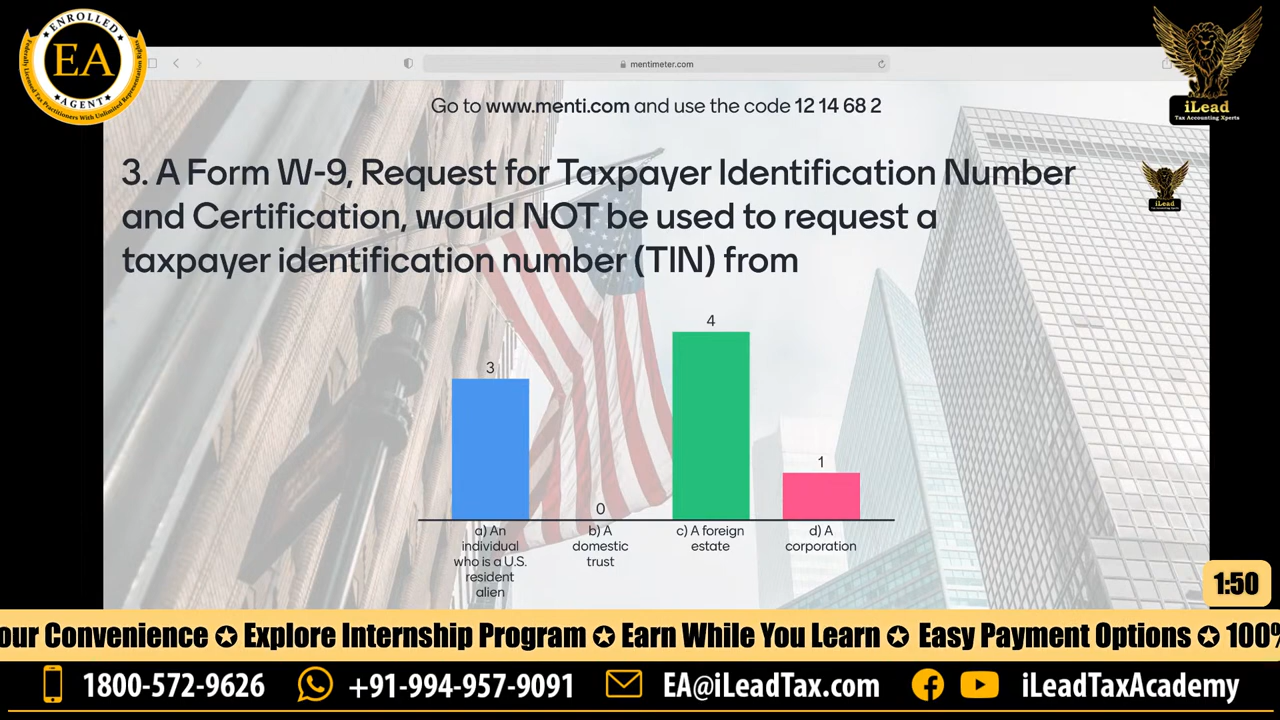 ENROLLED
EA
AGENT
Federally Licensed Tax Practitioners With Unlimited Representation Rights
mentimeter.com
iLead
Tax Accounting Xperts
Go to www.menti.com and use the code 12 14 68 2
3. A Form W-9, Request for Taxpayer Identification Number
and Certification, would NOT be used to request a
taxpayer identification number (TIN) from
iLead
3
0
4
1
a) An
individual
who is a U.S.
resident
alien
b) A
domestic
trust
c) A foreign
estate
d) A
corporation
1:50
our Convenience ✪ Explore Internship Program ✪ Earn While You Learn ✪ Easy Payment Options ✪ 100%
1800-572-9626
+91-994-957-9091
EA@iLeadTax.com
iLeadTaxAcademy